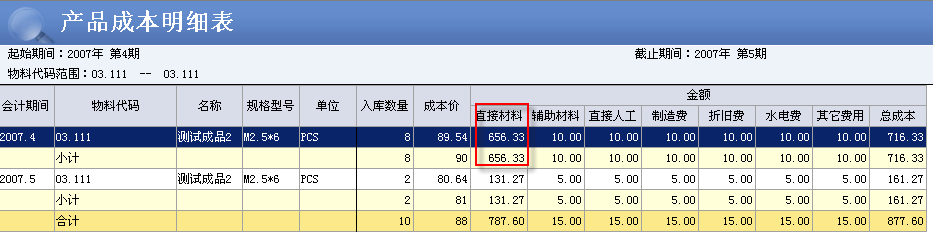 产品成本明细表
起始期间：2007年 第4期 截止期间：2007年 第5期
物料代码范围：03.111 -- 03.111
会计期间 物料代码 名称 规格型号 单位 入库数量 成本价 金额
直接材料 辅助材料 直接人工 制造费 折旧费 水电费 其它费用 总成本
2007.4 03.111 测试成品2 M2.5*6 PCS 8 89.54 656.33 10.00 10.00 10.00 10.00 10.00 10.00 716.33
小计 8 90 656.33 10.00 10.00 10.00 10.00 10.00 10.00 716.33
2007.5 03.111 测试成品2 M2.5*6 PCS 2 80.64 131.27 5.00 5.00 5.00 5.00 5.00 5.00 161.27
小计 2 81 131.27 5.00 5.00 5.00 5.00 5.00 5.00 161.27
合计 10 88 787.60 15.00 15.00 15.00 15.00 15.00 15.00 877.60